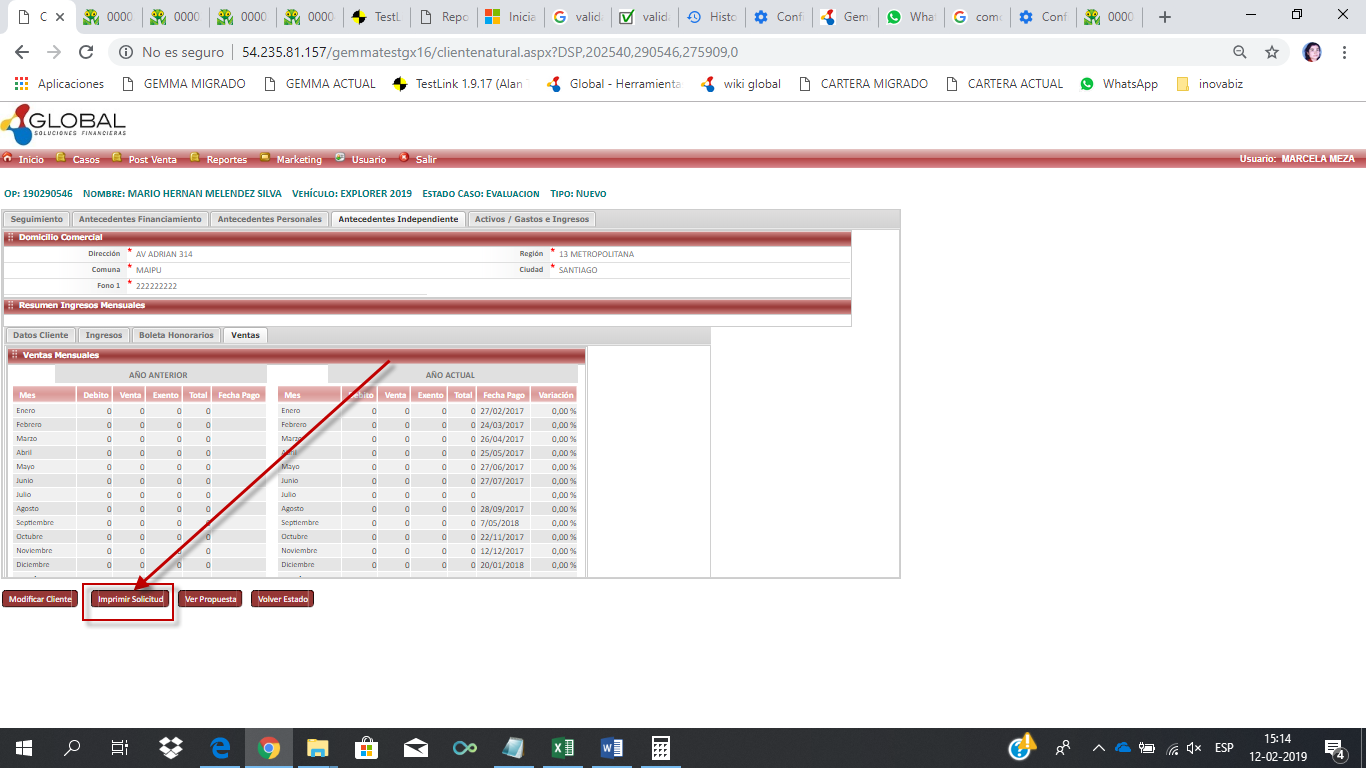 C
0000
0000
0000
0000
TestL
Repo
Inicia
valida
valida
Histo
Confi
Gem
What
como
Conf
0000
No es seguro | 54.235.81.157/gemmatestgx16/clientenatural.aspx?DSP,202540,290546,275909,0
Aplicaciones GEMMA MIGRADO GEMMA ACTUAL TestLink 1.9.17 (Alan Global - Herramienta wiki global CARTERA MIGRADO CARTERA ACTUAL WhatsApp inovabiz
GLOBAL
SOLUCIONES FINANCIERAS
Inicio Casos Post Venta Reportes Marketing Usuario Salir Usuario: MARCELA MEZA
Op: 190290546 Nombre: MARIO HERNAN MELENDEZ SILVA Vehículo: EXPLORER 2019 Estado Caso: Evaluacion Tipo: Nuevo
Seguimiento Antecedentes Financiamiento Antecedentes Personales Antecedentes Independiente Activos / Gastos e Ingresos
Domicilio Comercial
Dirección * AV ADRIAN 314 Región * 13 METROPOLITANA
Comuna * MAIPU Ciudad * SANTIAGO
Fono 1 * 222222222
Resumen Ingresos Mensuales
Datos Cliente Ingresos Boleta Honorarios Ventas
Ventas Mensuales
AÑO ANTERIOR AÑO ACTUAL
Mes Debito Venta Exento Total Fecha Pago Mes Debito Venta Exento Total Fecha Pago Variación
Enero 0 0 0 0 Enero 0 0 0 0 27/02/2017 0,00 %
Febrero 0 0 0 0 Febrero 0 0 0 0 24/03/2017 0,00 %
Marzo 0 0 0 0 Marzo 0 0 0 0 26/04/2017 0,00 %
Abril 0 0 0 0 Abril 0 0 0 0 25/05/2017 0,00 %
Mayo 0 0 0 0 Mayo 0 0 0 0 27/06/2017 0,00 %
Junio 0 0 0 0 Junio 0 0 0 0 27/07/2017 0,00 %
Julio 0 0 0 0 Julio 0 0 0 0 0,00 %
Agosto 0 0 0 0 Agosto 0 0 0 0 28/09/2017 0,00 %
Septiembre 0 0 0 0 Septiembre 0 0 0 0 7/05/2018 0,00 %
Octubre 0 0 0 0 Octubre 0 0 0 0 22/11/2017 0,00 %
Noviembre 0 0 0 0 Noviembre 0 0 0 0 12/12/2017 0,00 %
Diciembre 0 0 0 0 Diciembre 0 0 0 0 20/01/2018 0,00 %
Modificar Cliente Imprimir Solicitud Ver Propuesta Volver Estado
ESP
15:14
12-02-2019
4